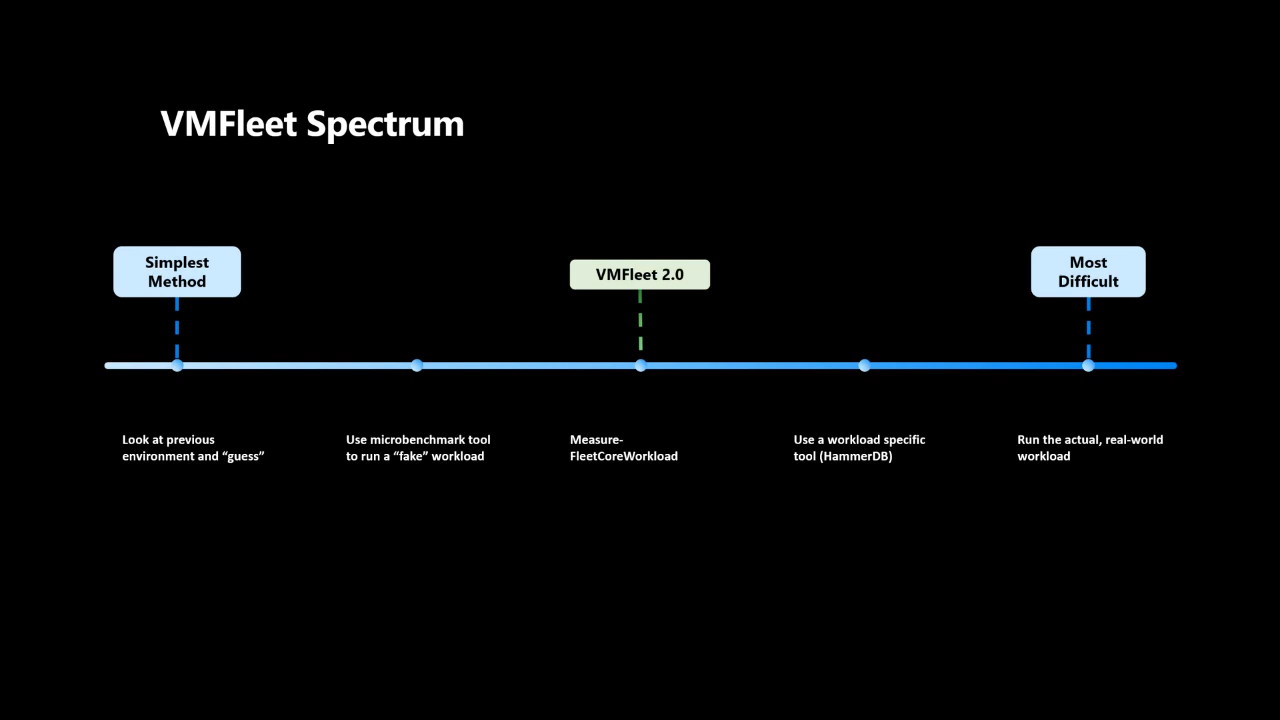 VMFleet Spectrum
Simplest
Method
VMFleet 2.0
Most
Difficult
Look at previous
environment and “guess”
Use microbenchmark tool
to run a “fake” workload
Measure-
FleetCoreWorkload
Use a workload specific
tool (HammerDB)
Run the actual, real-world
workload